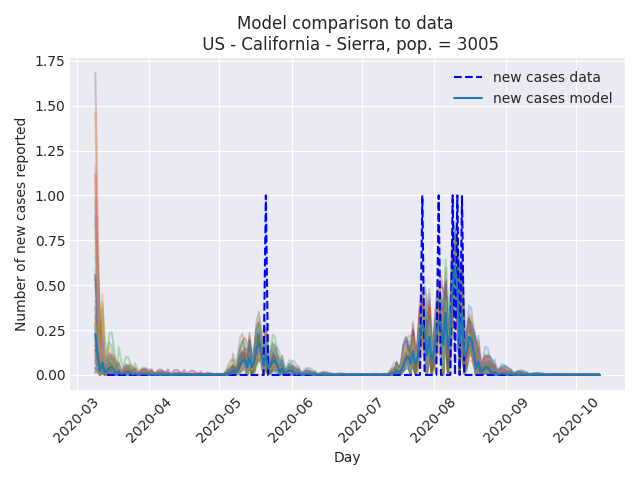 Model comparison to data
US - California - Sierra, pop. = 3005
new cases data
new cases model
Number of new cases reported
1.75
1.50
1.25
1.00
0.75
0.50
0.25
0.00
2020-03
2020-04
2020-05
2020-06
2020-07
2020-08
2020-09
2020-10
Day